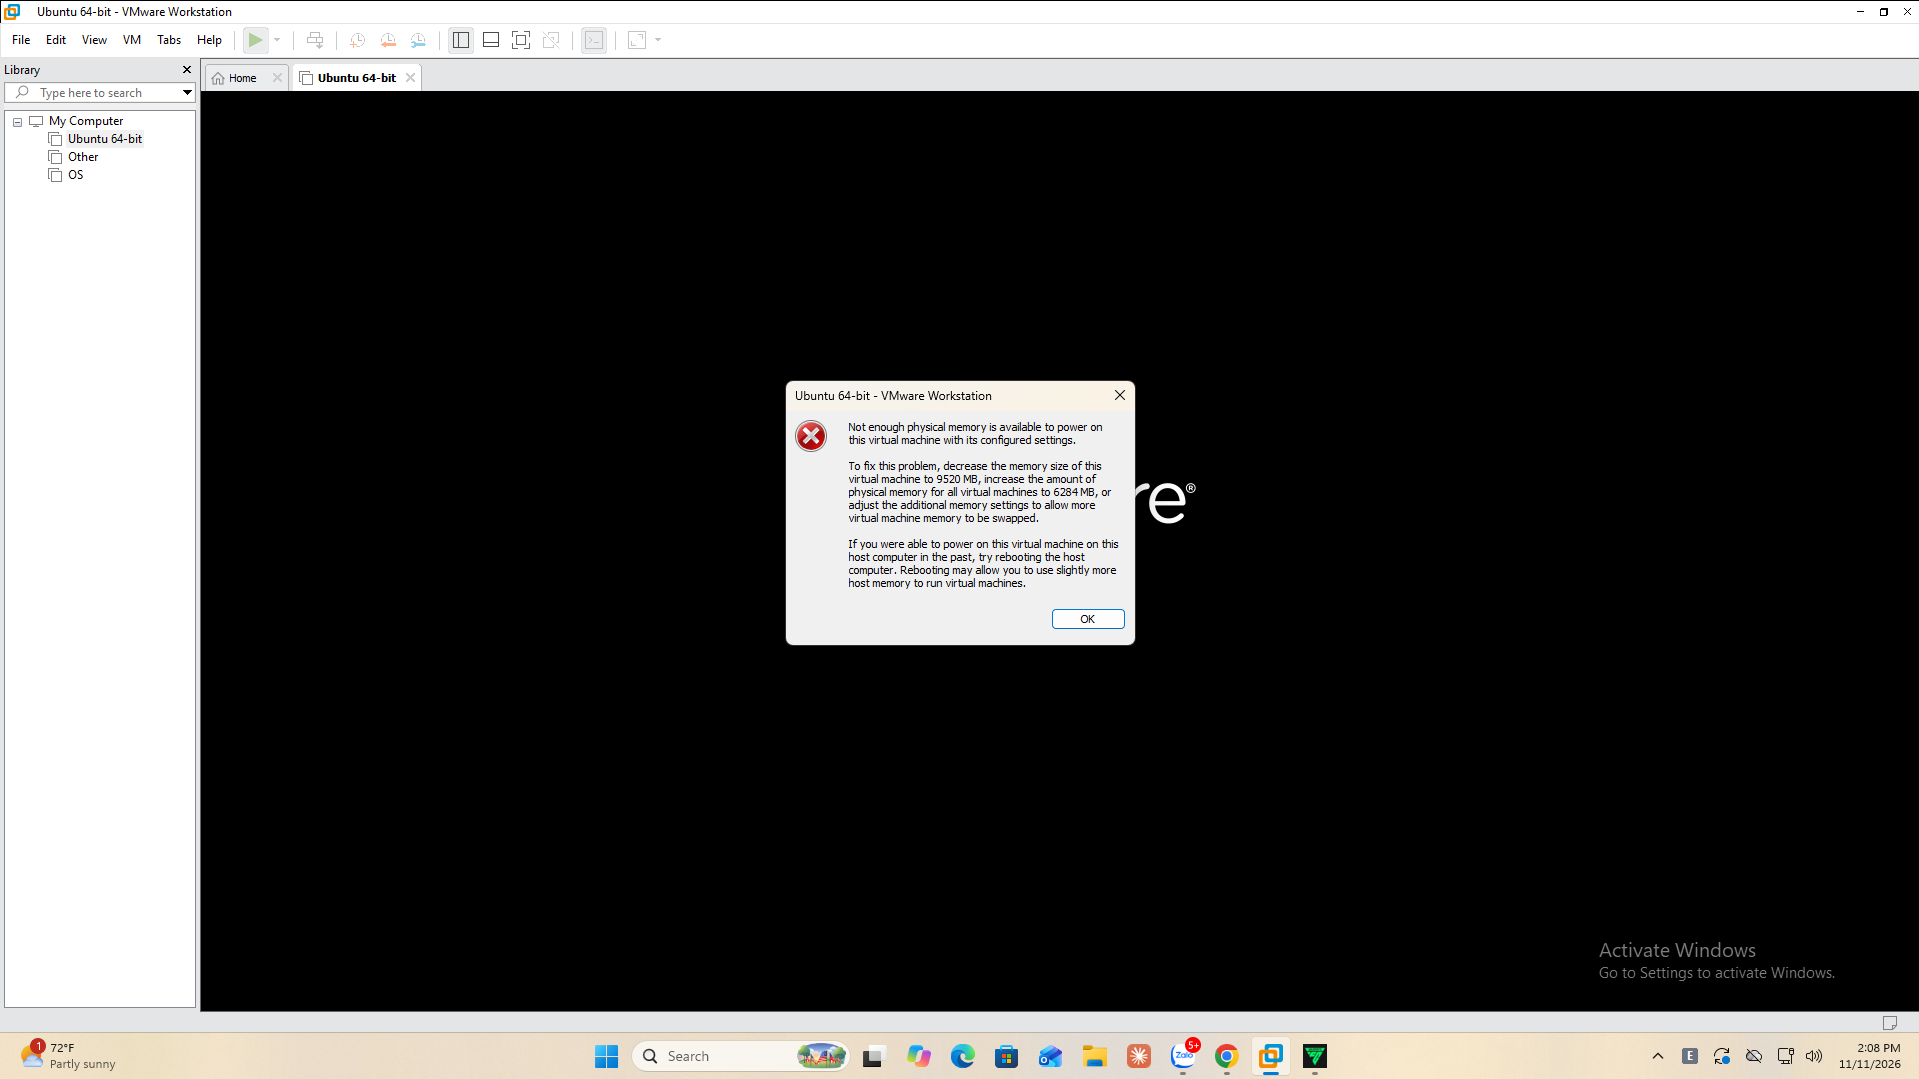 Ubuntu 64-bit - VMware Workstation
File Edit View VM Tabs Help
Library
Type here to search
Home
Ubuntu 64-bit
My Computer
Ubuntu 64-bit
Other
OS
Ubuntu 64-bit - VMware Workstation
Not enough physical memory is available to power on
this virtual machine with its configured settings.
To fix this problem, decrease the memory size of this
virtual machine to 9520 MB, increase the amount of
physical memory for all virtual machines to 6284 MB, or
adjust the additional memory settings to allow more
virtual machine memory to be swapped.
If you were able to power on this virtual machine on this
host computer in the past, try rebooting the host
computer. Rebooting may allow you to use slightly more
host memory to run virtual machines.
OK
re®
Activate Windows
Go to Settings to activate Windows.
1
72°F
Partly sunny
Search
Zalo
5+
E
2:08 PM
11/11/2026